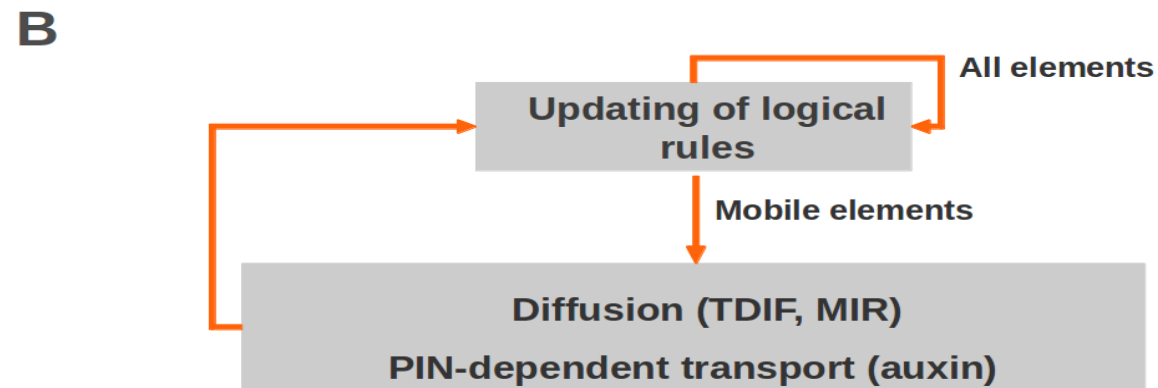 B
All elements
Updating of logical
rules
Mobile elements
Diffusion (TDIF, MIR)
PIN-dependent transport (auxin)